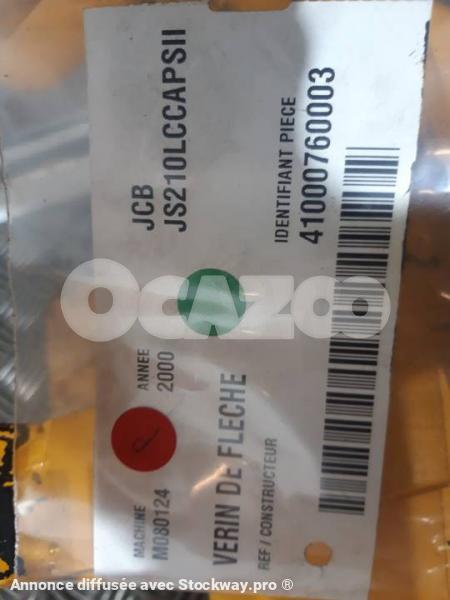 JCB
JS210LCCAPSII
MACHINE
M080124
ANNEE
2000
VERIN DE FLECHE
REF / CONSTRUCTEUR
IDENTIFIANT PIECE
41000760003
OCAZOO
Annonce diffusée avec Stockway.pro ®